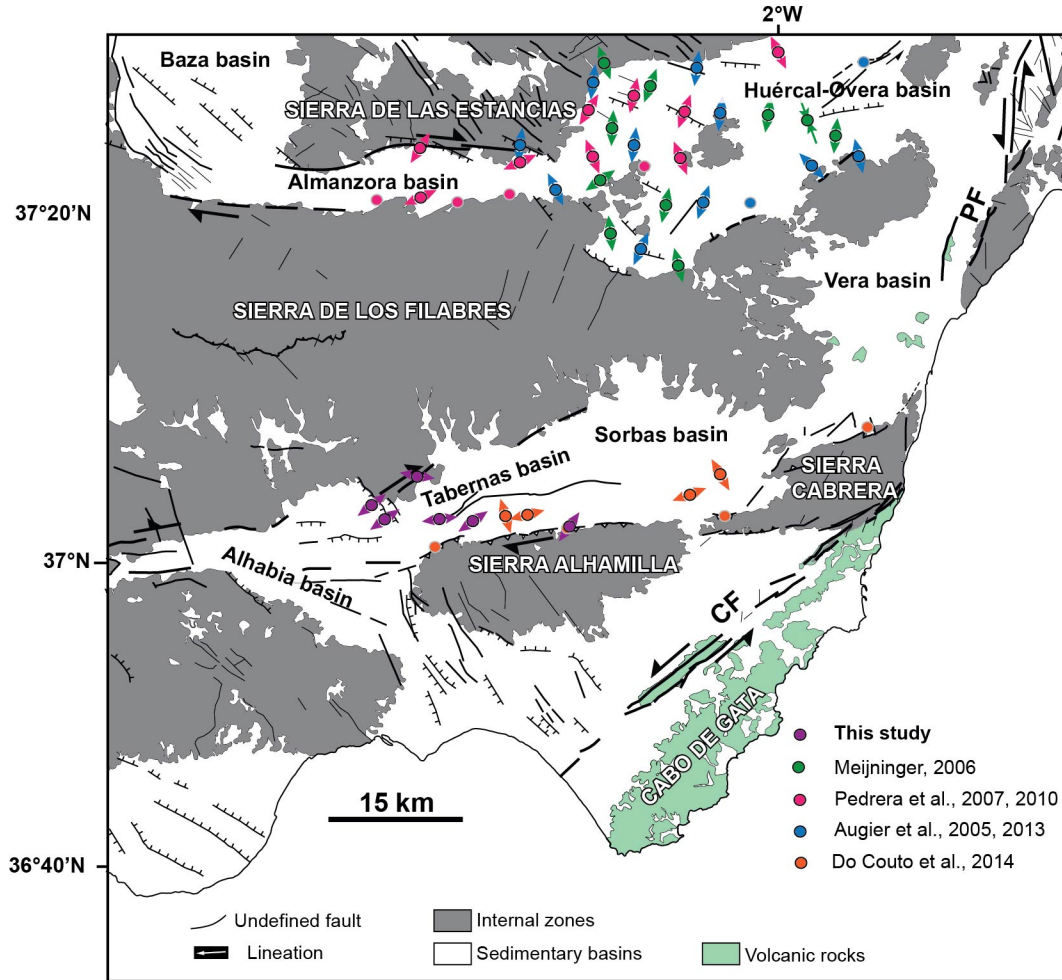 2°W
Baza basin
Huércal-Overa basin
SIERRA DE LAS ESTANCIAS
Almanzora basin
37°20'N
PF
Vera basin
SIERRA DE LOS FILABRES
Sorbas basin
SIERRA
CABRERA
Tabernas basin
37°N
Alhabia basin
SIERRA ALHAMILLA
CF
CABO DE GATA
This study
Meijninger, 2006
15 km
Pedrera et al., 2007, 2010
Augier et al., 2005, 2013
36°40'N
Do Couto et al., 2014
Undefined fault
Internal zones
Lineation
Sedimentary basins
Volcanic rocks